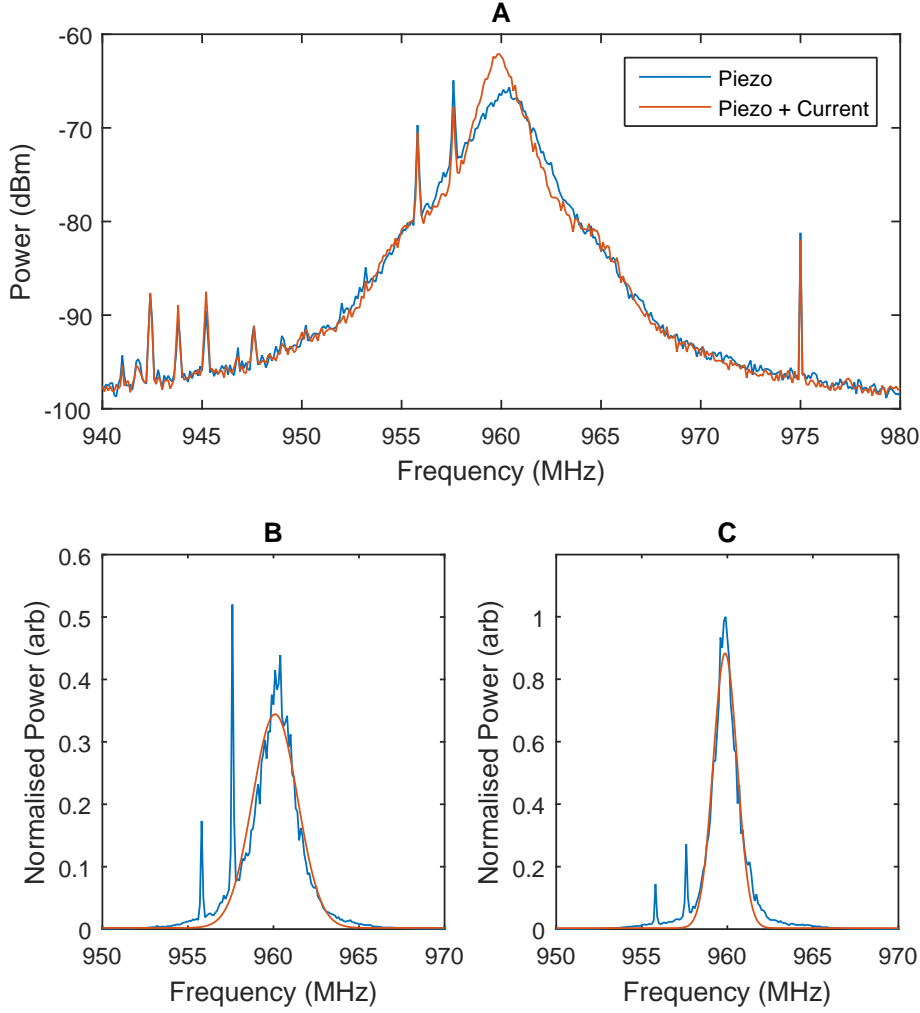 A
-60
-70
-80
-90
-100
Power (dBm)
Piezo
Piezo + Current
940 945 950 955 960 965 970 975 980
Frequency (MHz)
B
0.6
0.5
0.4
0.3
0.2
0.1
0
Normalised Power (arb)
950 955 960 965 970
Frequency (MHz)
C
1
0.8
0.6
0.4
0.2
0
Normalised Power (arb)
950 955 960 965 970
Frequency (MHz)